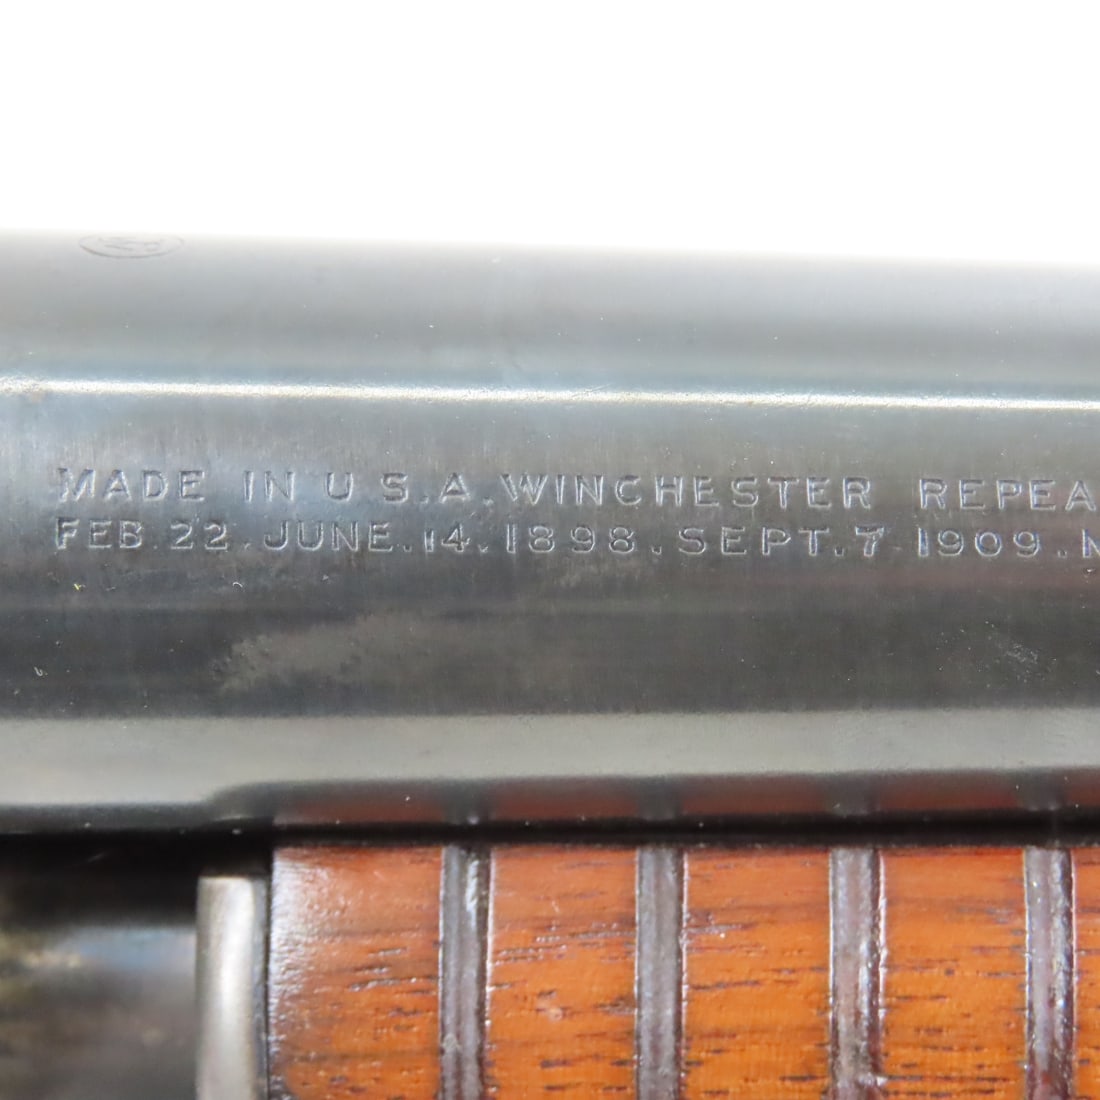 MADE IN U.S.A. WINCHESTER REPEA
FEB. 22. JUNE. 14. 1898. SEPT. 7. 1909. N